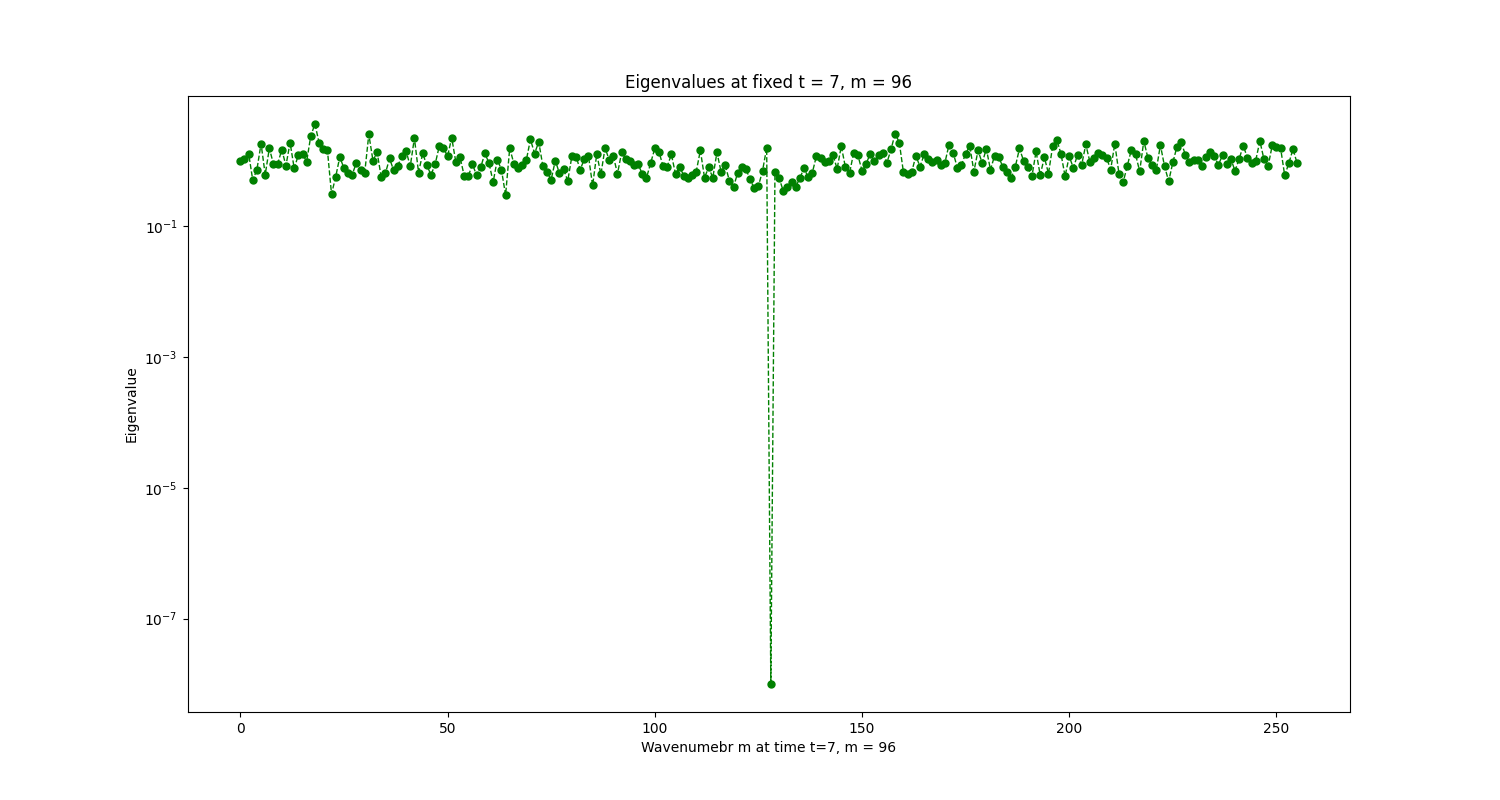 Eigenvalues at fixed t = 7, m = 96
Eigenvalue
10⁻¹
10⁻³
10⁻⁵
10⁻⁷
0 50 100 150 200 250
Wavenumebr m at time t=7, m = 96